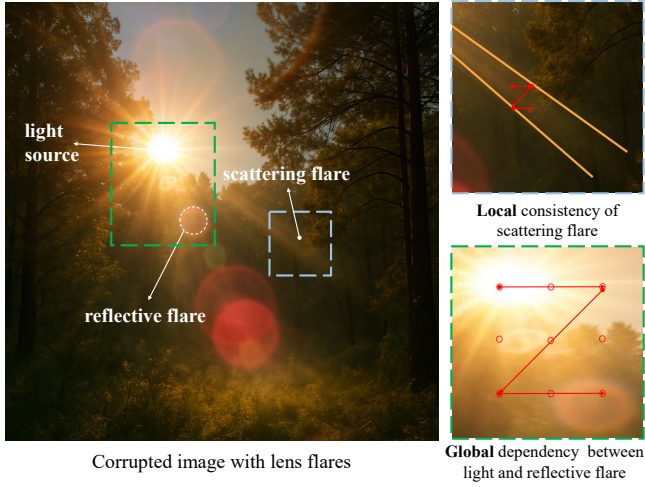 light
source
scattering flare
reflective flare
Corrupted image with lens flares
Local consistency of
scattering flare
Global dependency between
light and reflective flare